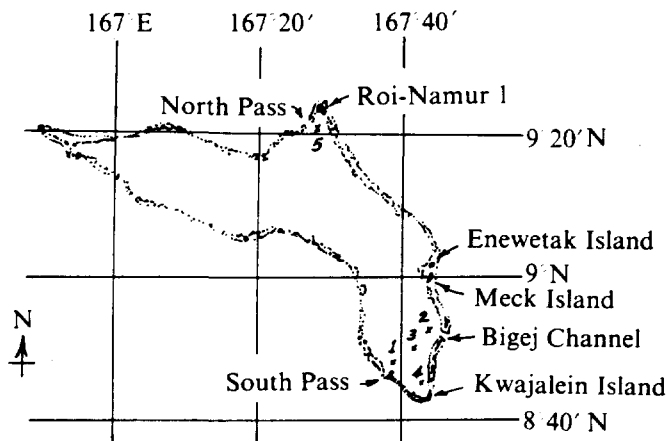 167° E 167° 20' 167° 40'
North Pass
Roi-Namur 1
5
9° 20' N
Enewetak Island
9° N
Meck Island
N
2
3
1
Bigej Channel
4
South Pass
Kwajalein Island
8° 40' N